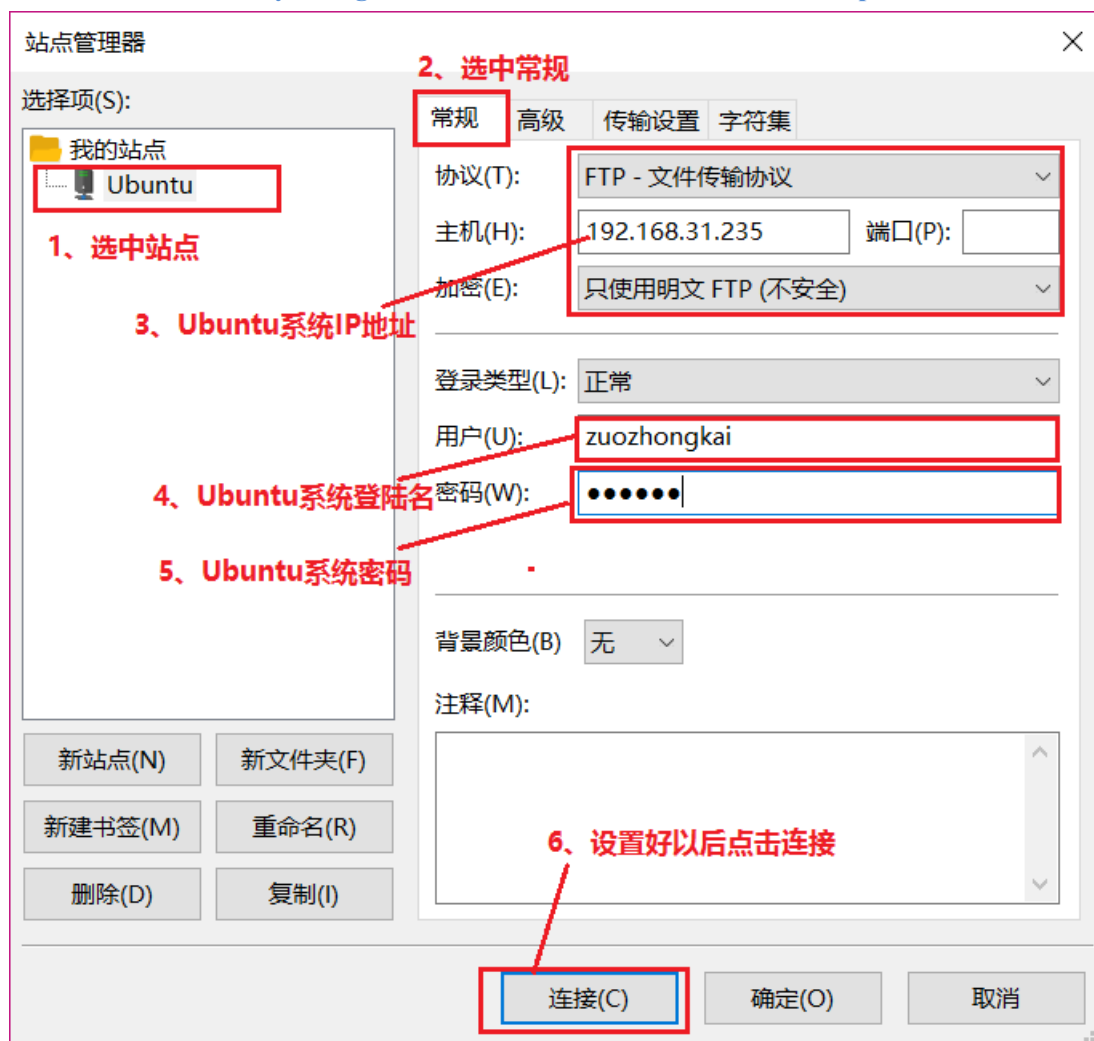 站点管理器
2、选中常规
选择项(S):
常规 高级 传输设置 字符集
我的站点
Ubuntu
1、选中站点
协议(T): FTP - 文件传输协议
主机(H): 192.168.31.235 端口(P):
加密(E): 只使用明文 FTP (不安全)
3、Ubuntu系统IP地址
登录类型(L): 正常
用户(U): zuozhongkai
4、Ubuntu系统登陆名
密码(W): ●●●●●●
5、Ubuntu系统密码
背景颜色(B) 无
注释(M):
新站点(N) 新文件夹(F)
新建书签(M) 重命名(R)
删除(D) 复制(I)
6、设置好以后点击连接
连接(C) 确定(O) 取消